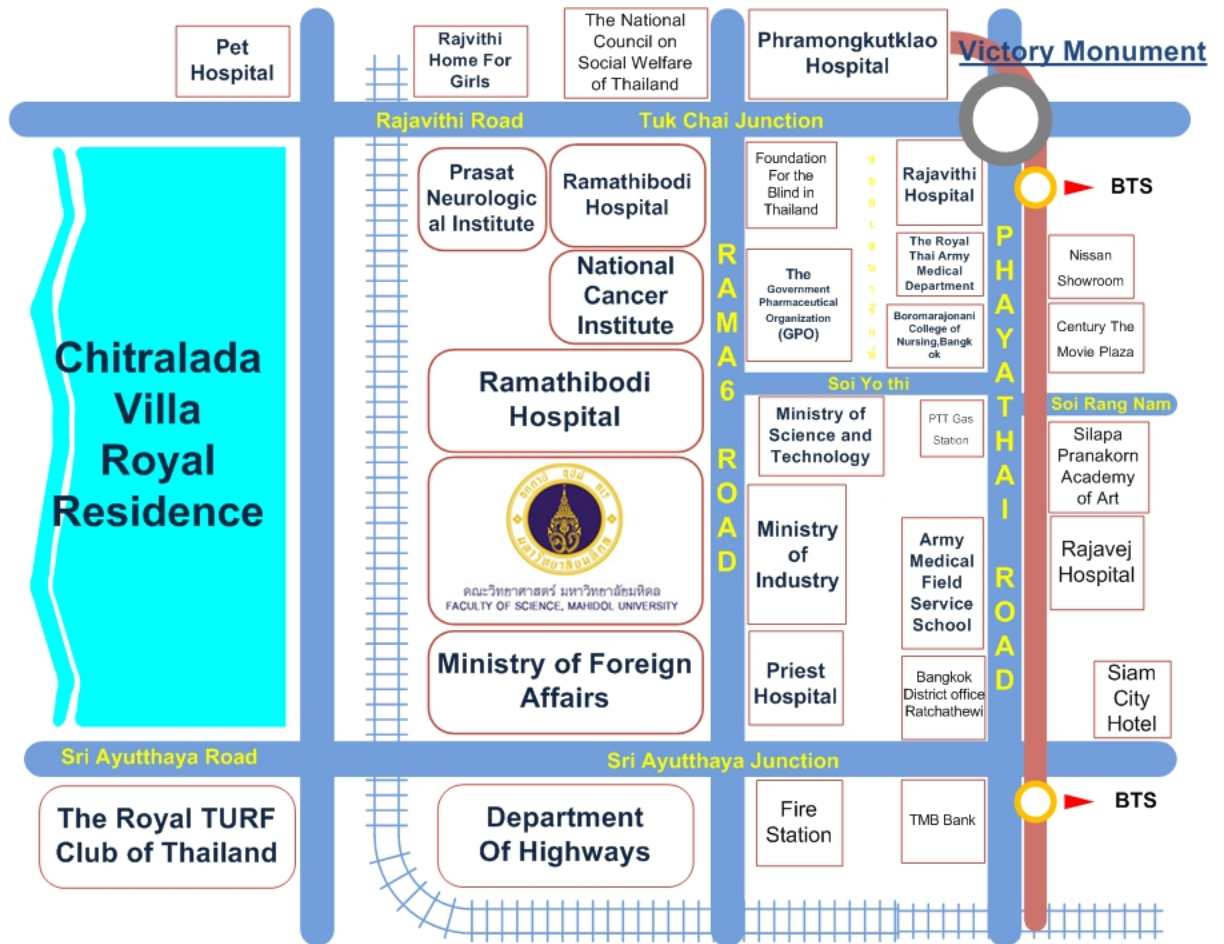 Pet
Hospital
Rajvithi
Home For
Girls
The National
Council on
Social Welfare
of Thailand
Phramongkutklao
Hospital
Victory Monument
Rajavithi Road
Tuk Chai Junction
Prasat
Neurologic
al Institute
Ramathibodi
Hospital
Foundation
For the
Blind in
Thailand
Rajavithi
Hospital
BTS
National
Cancer
Institute
The
Government
Pharmaceutical
Organization
(GPO)
The Royal
Thai Army
Medical
Department
Nissan
Showroom
Boromarajonani
College of
Nursing,Bangk
ok
Century The
Movie Plaza
RAMA6 ROAD
PHAYATHAI ROAD
Chitralada
Villa
Royal
Residence
Ramathibodi
Hospital
Soi Yo thi
Soi Rang Nam
Ministry of
Science and
Technology
PTT Gas
Station
Silapa
Pranakorn
Academy
of Art
คณะวิทยาศาสตร์ มหาวิทยาลัยมหิดล
FACULTY OF SCIENCE, MAHIDOL UNIVERSITY
Ministry
of
Industry
Army
Medical
Field
Service
School
Rajavej
Hospital
Ministry of Foreign
Affairs
Priest
Hospital
Bangkok
District office
Ratchathewi
Siam
City
Hotel
Sri Ayutthaya Road
Sri Ayutthaya Junction
The Royal TURF
Club of Thailand
Department
Of Highways
Fire
Station
TMB Bank
BTS